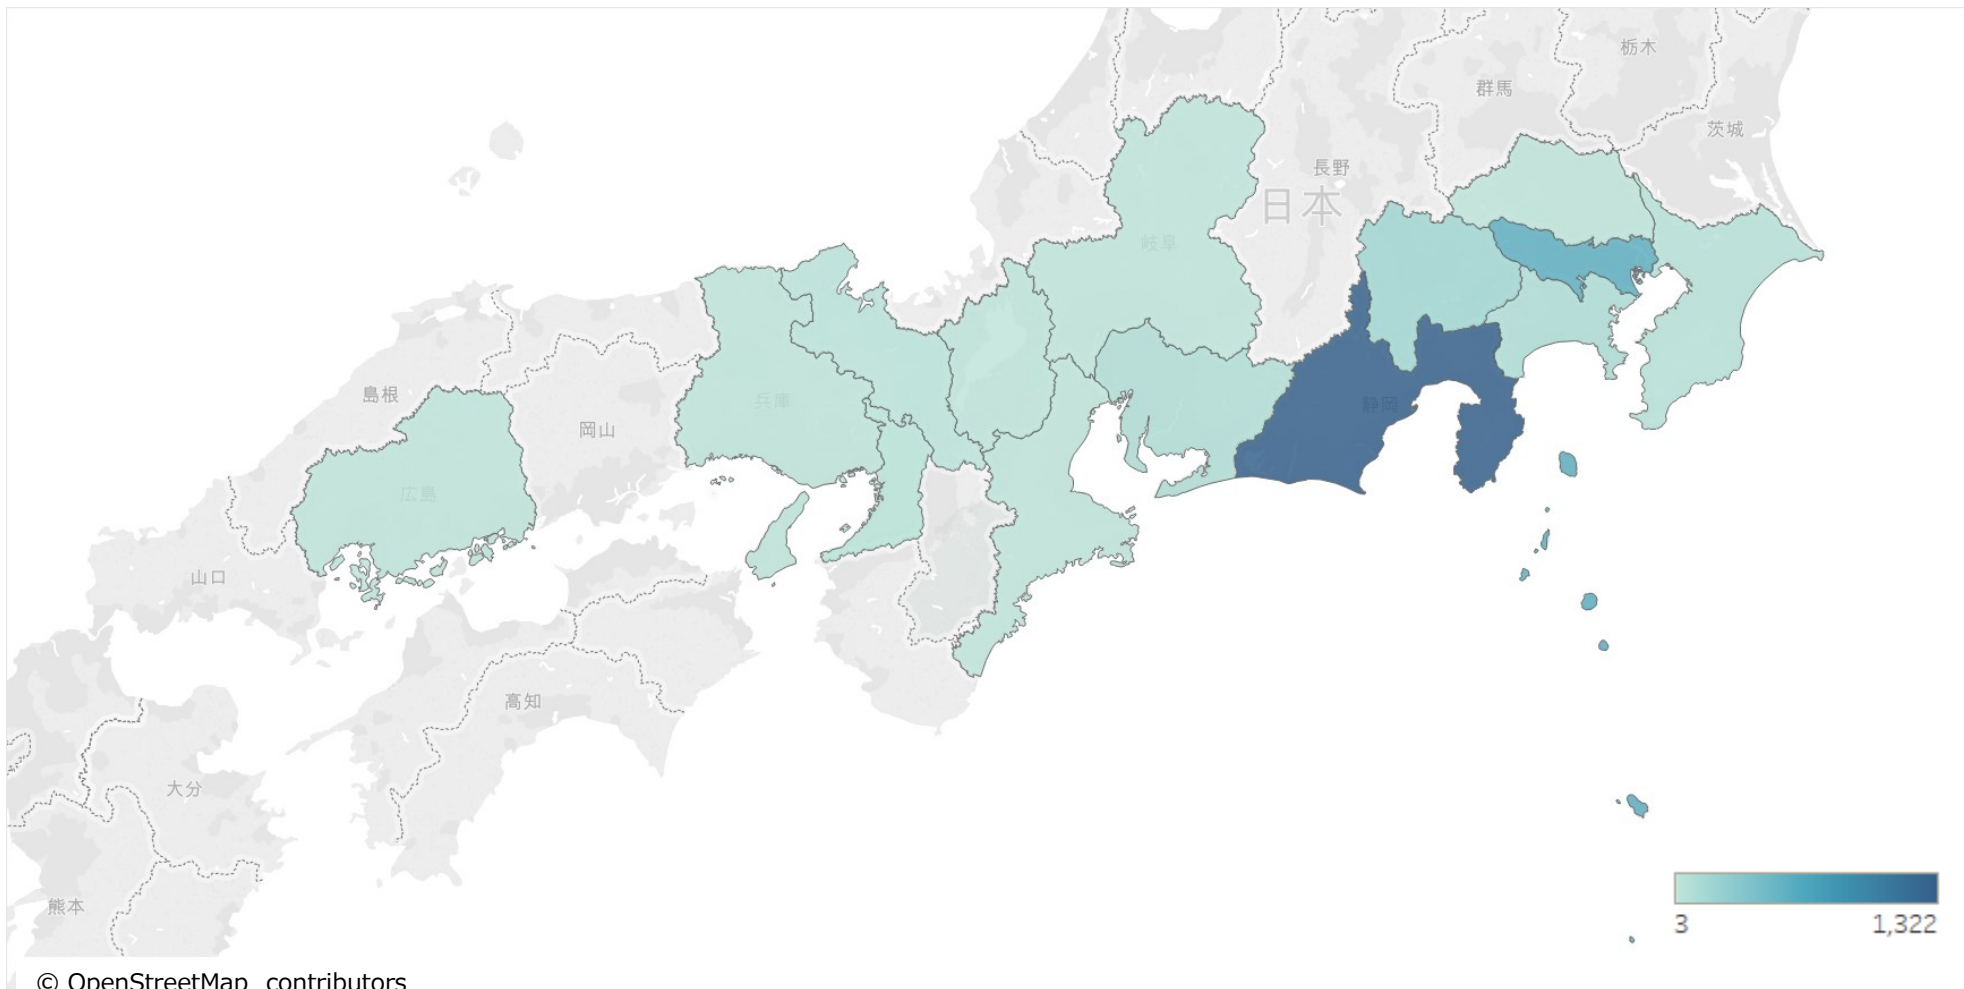 栃木
群馬
茨城
長野
日本
岐阜
島根
兵庫
静岡
岡山
広島
山口
高知
大分
熊本
3
1,322
© OpenStreetMap contributors